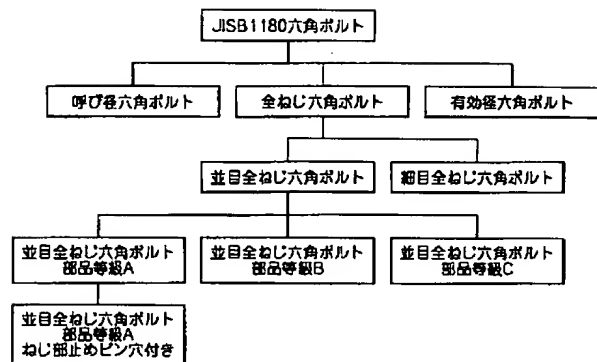 JISB1180六角ボルト
呼び径六角ボルト
全ねじ六角ボルト
有効径六角ボルト
並目全ねじ六角ボルト
細目全ねじ六角ボルト
並目全ねじ六角ボルト
部品等級A
並目全ねじ六角ボルト
部品等級B
並目全ねじ六角ボルト
部品等級C
並目全ねじ六角ボルト
部品等級A
ねじ部止めピン穴付き